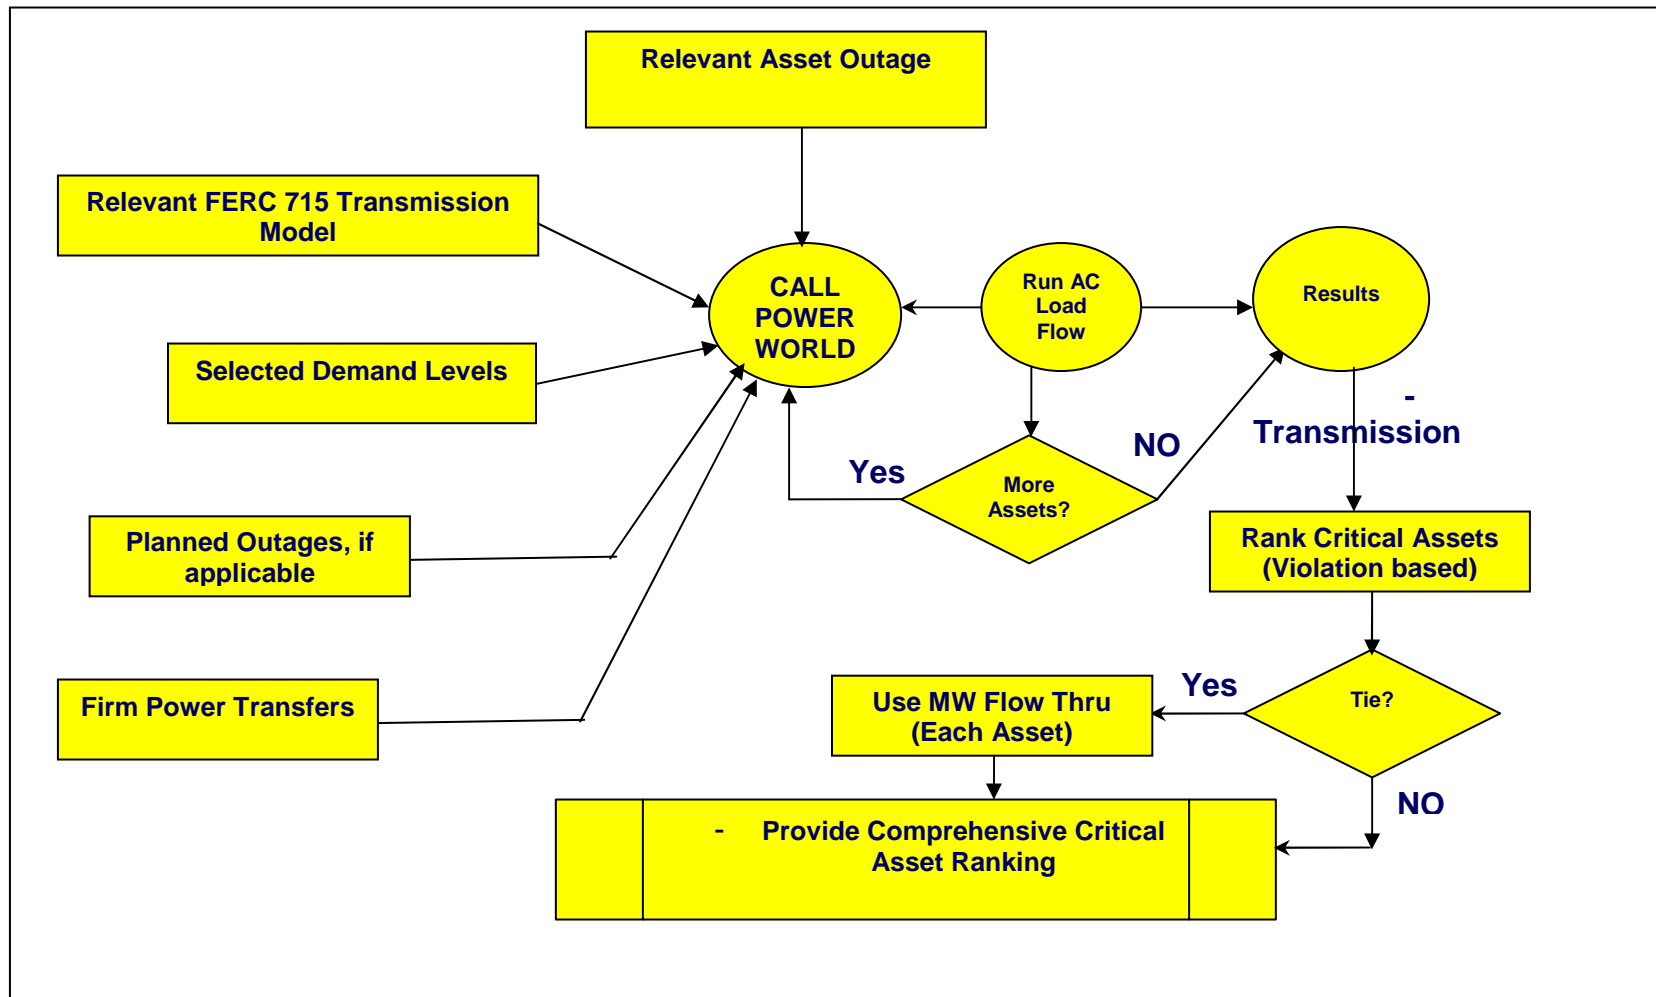 Relevant Asset Outage
Relevant FERC 715 Transmission
Model
Selected Demand Levels
Planned Outages, if
applicable
Firm Power Transfers
CALL
POWER
WORLD
Run AC
Load
Flow
Results
-
Transmission
NO
Yes
More
Assets?
Rank Critical Assets
(Violation based)
Yes
Tie?
Use MW Flow Thru
(Each Asset)
NO
- Provide Comprehensive Critical
Asset Ranking